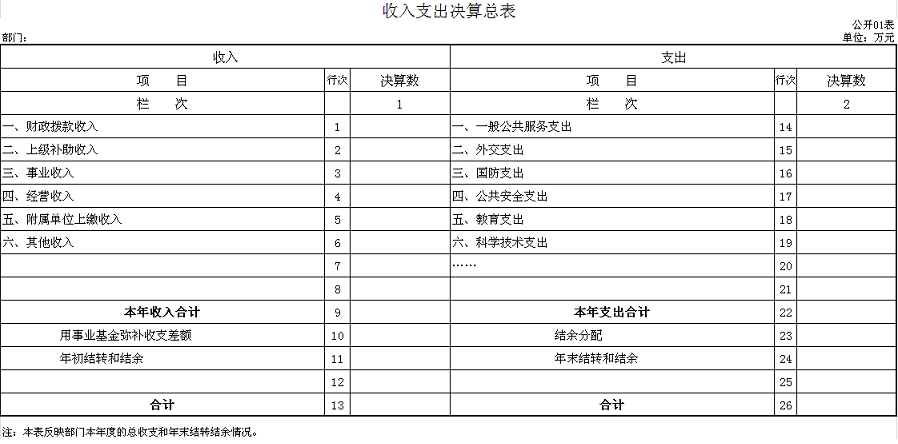 收入支出决算总表
公开01表
部门： 单位：万元
收入 支出
项 目 行次 决算数 项 目 行次 决算数
栏 次 1 栏 次 2
一、财政拨款收入 1 一、一般公共服务支出 14
二、上级补助收入 2 二、外交支出 15
三、事业收入 3 三、国防支出 16
四、经营收入 4 四、公共安全支出 17
五、附属单位上缴收入 5 五、教育支出 18
六、其他收入 6 六、科学技术支出 19
7 …… 20
8 21
本年收入合计 9 本年支出合计 22
用事业基金弥补收支差额 10 结余分配 23
年初结转和结余 11 年末结转和结余 24
12 25
合计 13 合计 26
注：本表反映部门本年度的总收支和年末结转结余情况。